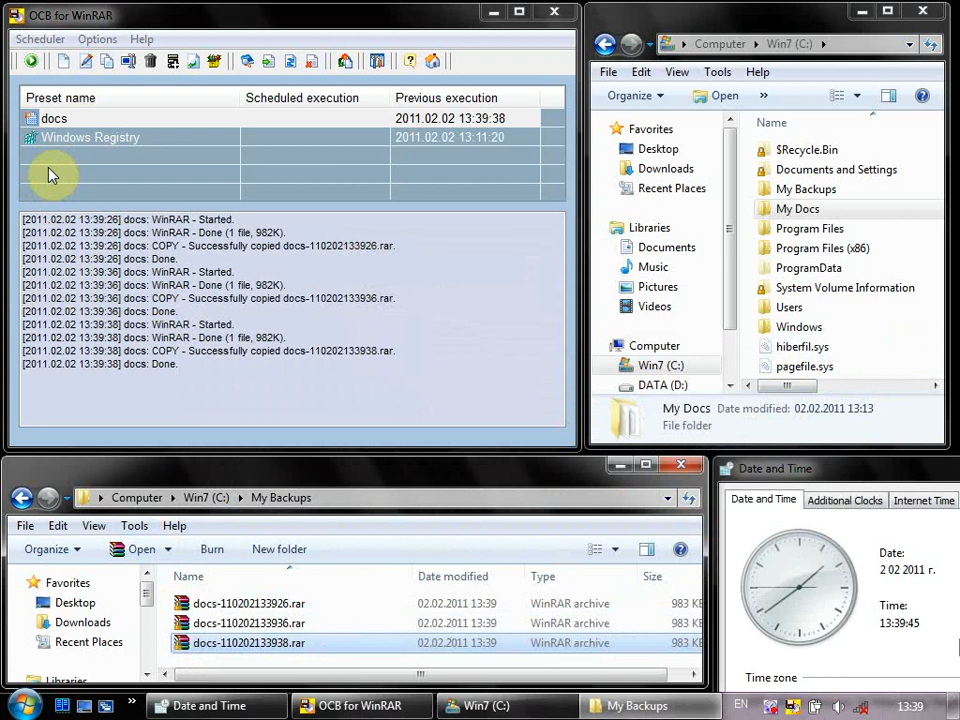 OCB for WinRAR
Scheduler Options Help
Preset name Scheduled execution Previous execution
docs 2011.02.02 13:39:38
Windows Registry 2011.02.02 13:11:20
[2011.02.02 13:39:26] docs: WinRAR - Started.
[2011.02.02 13:39:26] docs: WinRAR - Done (1 file, 982K).
[2011.02.02 13:39:26] docs: COPY - Successfully copied docs-110202133926.rar.
[2011.02.02 13:39:26] docs: Done.
[2011.02.02 13:39:36] docs: WinRAR - Started.
[2011.02.02 13:39:36] docs: WinRAR - Done (1 file, 982K).
[2011.02.02 13:39:36] docs: COPY - Successfully copied docs-110202133936.rar.
[2011.02.02 13:39:36] docs: Done.
[2011.02.02 13:39:38] docs: WinRAR - Started.
[2011.02.02 13:39:38] docs: WinRAR - Done (1 file, 982K).
[2011.02.02 13:39:38] docs: COPY - Successfully copied docs-110202133938.rar.
[2011.02.02 13:39:38] docs: Done.
Computer Win7 (C:)
File Edit View Tools Help
Organize Open »
Favorites
Desktop
Downloads
Recent Places
Libraries
Documents
Music
Pictures
Videos
Computer
Win7 (C:)
DATA (D:)
Name
$Recycle.Bin
Documents and Settings
My Backups
My Docs
Program Files
Program Files (x86)
ProgramData
System Volume Information
Users
Windows
hiberfil.sys
pagefile.sys
My Docs Date modified: 02.02.2011 13:13
File folder
Computer Win7 (C:) My Backups
File Edit View Tools Help
Organize Open Burn New folder
Favorites
Desktop
Downloads
Recent Places
Libraries
Name Date modified Type Size
docs-110202133926.rar 02.02.2011 13:39 WinRAR archive 983 KB
docs-110202133936.rar 02.02.2011 13:39 WinRAR archive 983 KB
docs-110202133938.rar 02.02.2011 13:39 WinRAR archive 983 KB
Date and Time
Date and Time Additional Clocks Internet Time
Date:
2 02 2011 г.
Time:
13:39:45
Time zone
» Date and Time OCB for WinRAR Win7 (C:) My Backups EN 13:39